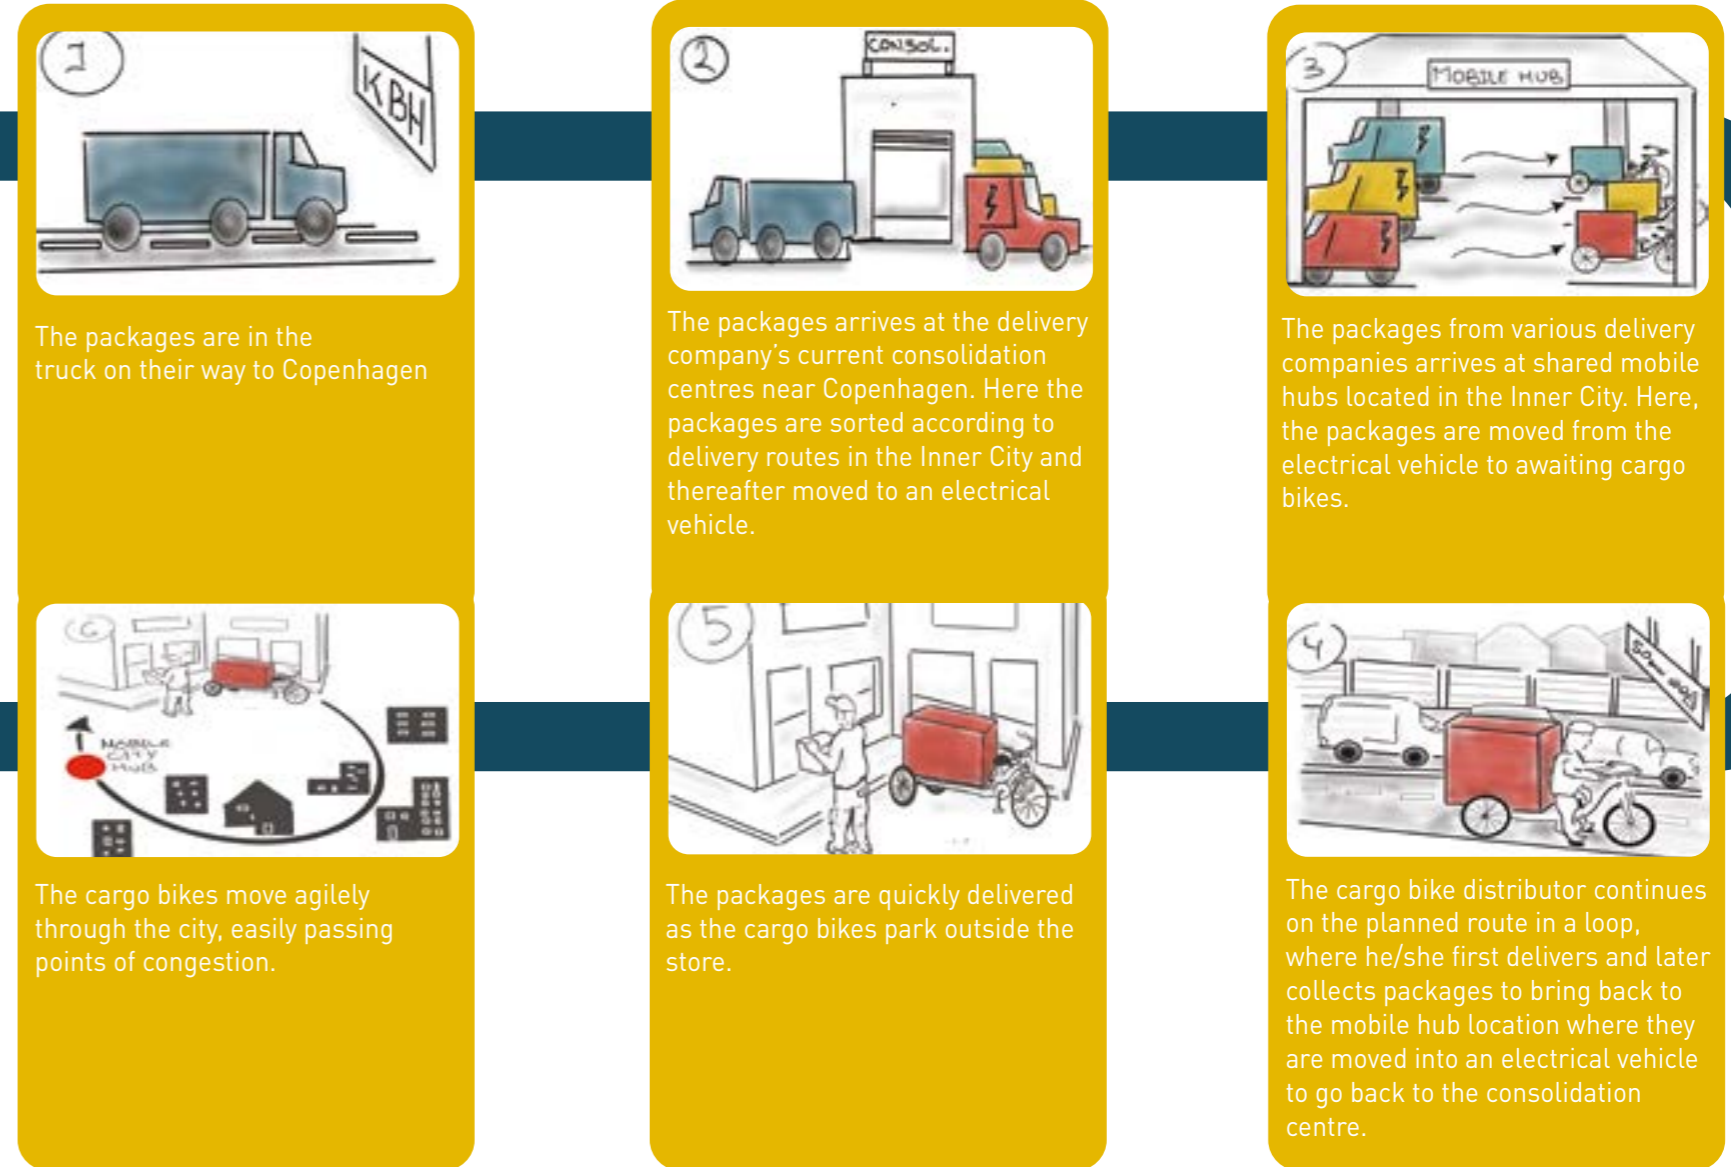 1
KBH
The packages are in the
truck on their way to Copenhagen
2
CONSOL.
The packages arrives at the delivery
company's current consolidation
centres near Copenhagen. Here the
packages are sorted according to
delivery routes in the Inner City and
thereafter moved to an electrical
vehicle.
3
MOBILE HUB
The packages from various delivery
companies arrives at shared mobile
hubs located in the Inner City. Here,
the packages are moved from the
electrical vehicle to awaiting cargo
bikes.
4
The cargo bike distributor continues
on the planned route in a loop,
where he/she first delivers and later
collects packages to bring back to
the mobile hub location where they
are moved into an electrical vehicle
to go back to the consolidation
centre.
5
The packages are quickly delivered
as the cargo bikes park outside the
store.
6
MOBILE
CITY
HUB
The cargo bikes move agilely
through the city, easily passing
points of congestion.